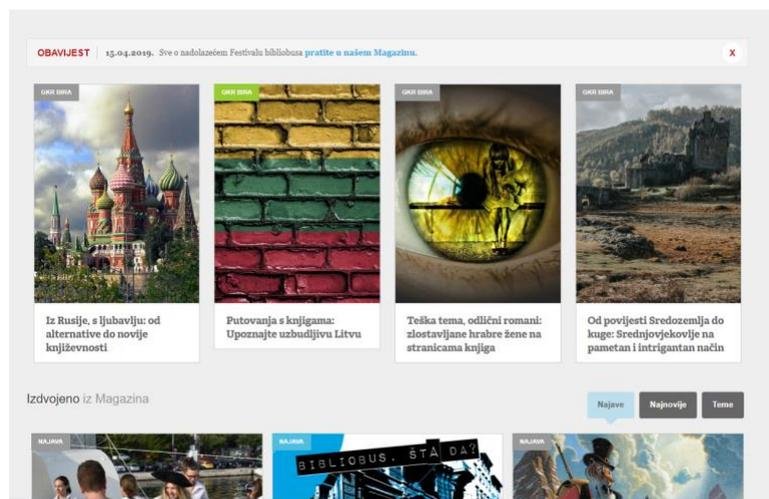 OBAVIJEST 15.04.2019. Sve o nadolazećem Festivalu bibliobusa pratite u našem Magazinu. X
GKR BIRA GKR BIRA GKR BIRA GKR BIRA
Iz Rusije, s ljubavlju: od
alternative do novije
književnosti
Putovanja s knjigama:
Upoznajte uzbudljivu Litvu
Teška tema, odlični romani:
zlostavljane hrabre žene na
stranicama knjiga
Od povijesti Sredozemlja do
kuge: Srednjovjekovlje na
pametan i intrigantan način
Izdvojeno iz Magazina
Najave Najnovije Teme
NAJAVA NAJAVA NAJAVA
BIBLIOBUS. ŠTA DA?